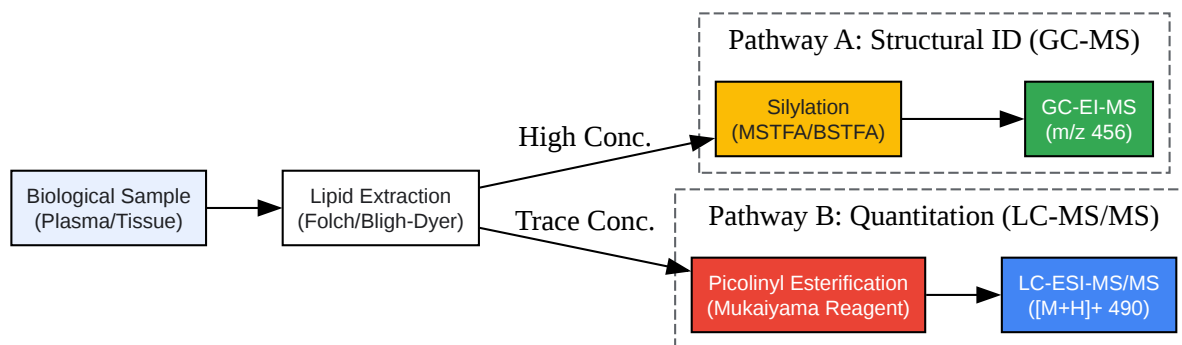 Pathway A: Structural ID (GC-MS)
Silylation
(MSTFA/BSTFA)
GC-EI-MS
(m/z 456)
High Conc.
Biological Sample
(Plasma/Tissue)
Lipid Extraction
(Folch/Bligh-Dyer)
Trace Conc.
Pathway B: Quantitation (LC-MS/MS)
Picolinyl Esterification
(Mukaiyama Reagent)
LC-ESI-MS/MS
([M+H]+ 490)